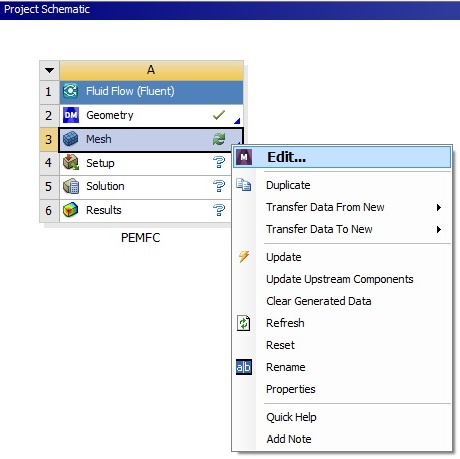 Project Schematic
A
1 Fluid Flow (Fluent)
2 DM Geometry
3 Mesh
4 Setup ?
5 Solution ?
6 Results ?
PEMFC
M Edit...
Duplicate
Transfer Data From New
Transfer Data To New
Update
Update Upstream Components
Clear Generated Data
Refresh
Reset
a|b Rename
Properties
Quick Help
Add Note